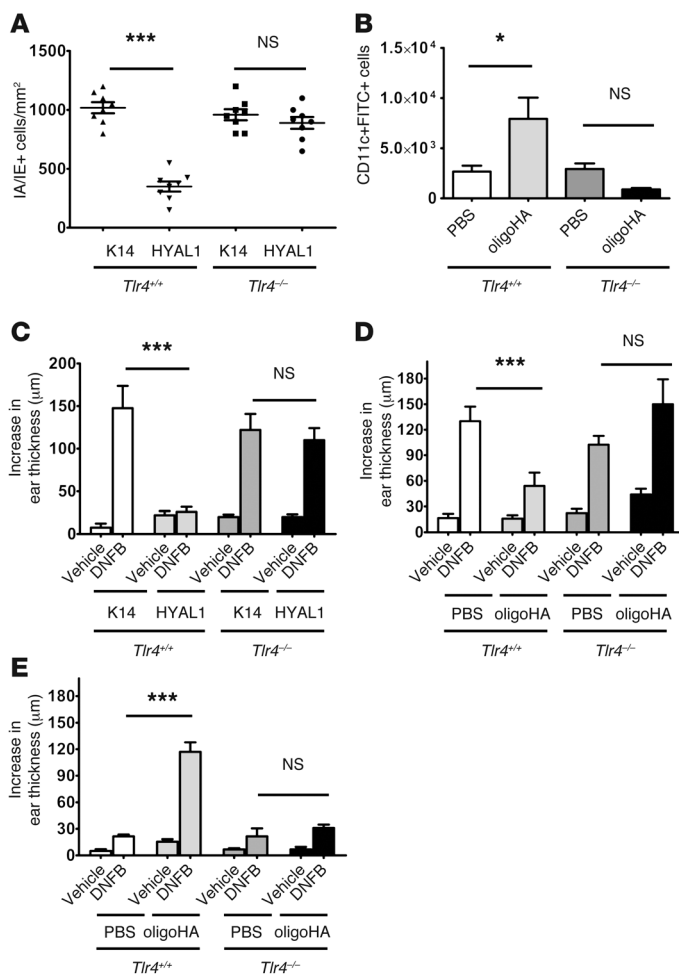 A
IA/IE+ cells/mm²
1500
1000
500
0
***
NS
K14 HYAL1 K14 HYAL1
Tlr4+/+ Tlr4–/–
B
CD11c+FITC+ cells
1.5×10⁴
1.0×10⁴
5.0×10³
0
*
NS
PBS oligoHA PBS oligoHA
Tlr4+/+ Tlr4–/–
C
Increase in
ear thickness (μm)
200
150
100
50
0
***
NS
Vehicle DNFB Vehicle DNFB Vehicle DNFB Vehicle DNFB
K14 HYAL1 K14 HYAL1
Tlr4+/+ Tlr4–/–
D
Increase in
ear thickness (μm)
180
150
120
90
60
30
0
***
NS
Vehicle DNFB Vehicle DNFB Vehicle DNFB Vehicle DNFB
PBS oligoHA PBS oligoHA
Tlr4+/+ Tlr4–/–
E
Increase in
ear thickness (μm)
180
150
120
90
60
30
0
***
NS
Vehicle DNFB Vehicle DNFB Vehicle DNFB Vehicle DNFB
PBS oligoHA PBS oligoHA
Tlr4+/+ Tlr4–/–